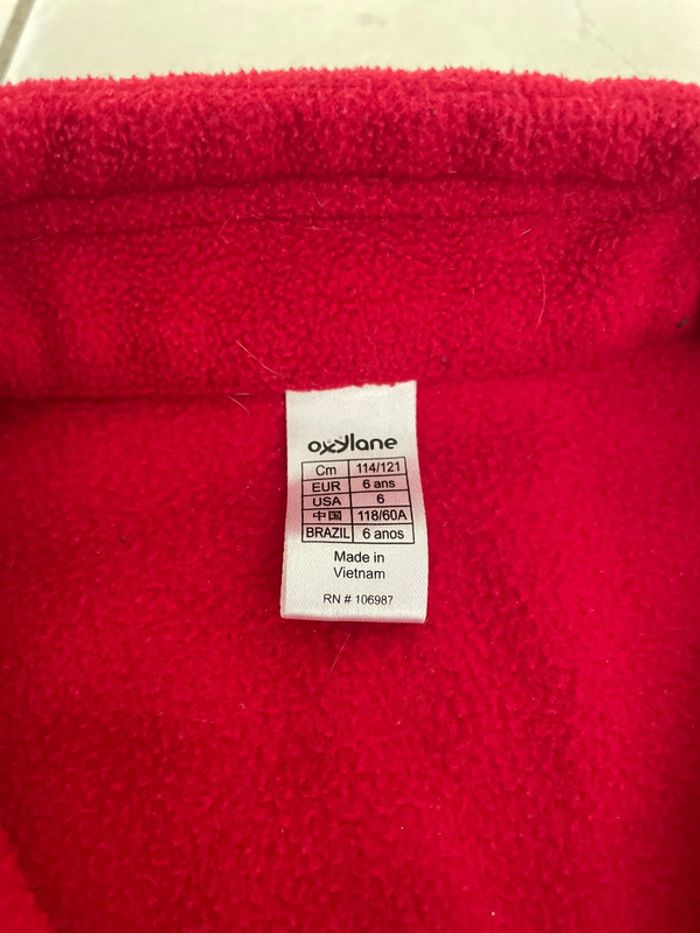 oxylane
Cm 114/121
EUR 6 ans
USA 6
中国 118/60A
BRAZIL 6 anos
Made in
Vietnam
RN # 106987